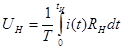 U_H = \frac{1}{T} \int_0^{t_H} i(t) R_H dt